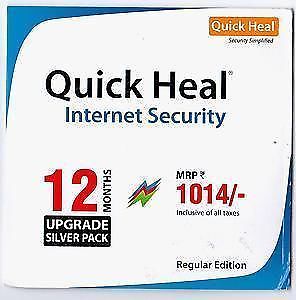 Quick Heal
Security Simplified
Quick Heal®
Internet Security
12 MONTHS
UPGRADE
SILVER PACK
MRP ₹
1014/-
Inclusive of all taxes
Regular Edition